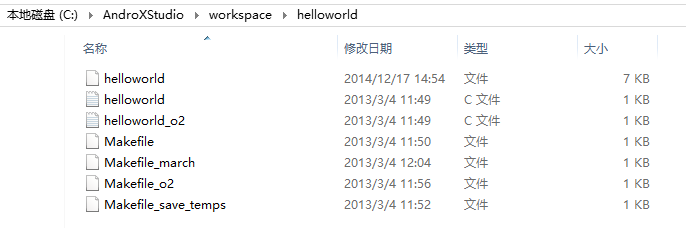 本地磁盘 (C:) AndroXStudio workspace helloworld
名称 修改日期 类型 大小
helloworld 2014/12/17 14:54 文件 7 KB
helloworld 2013/3/4 11:49 C 文件 1 KB
helloworld_o2 2013/3/4 11:49 C 文件 1 KB
Makefile 2013/3/4 11:50 文件 1 KB
Makefile_march 2013/3/4 12:04 文件 1 KB
Makefile_o2 2013/3/4 11:56 文件 1 KB
Makefile_save_temps 2013/3/4 11:52 文件 1 KB